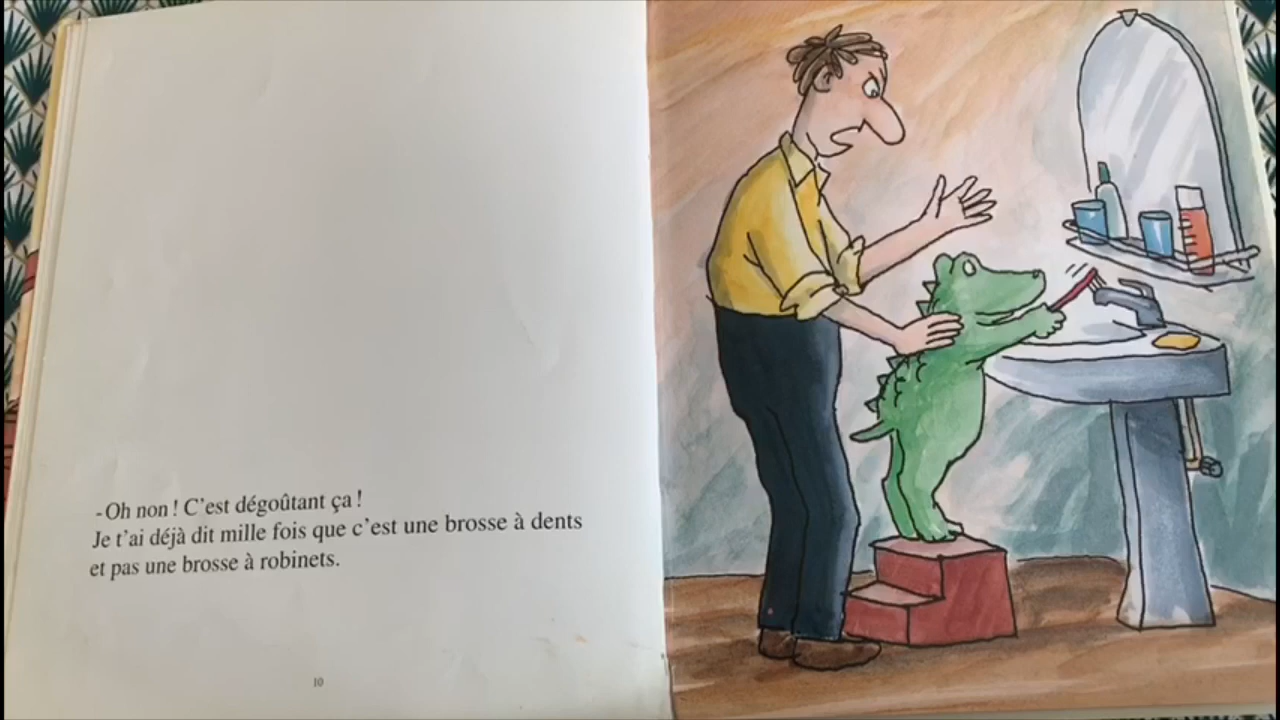 - Oh non ! C'est dégoûtant ça !
Je t'ai déjà dit mille fois que c'est une brosse à dents
et pas une brosse à robinets.
10